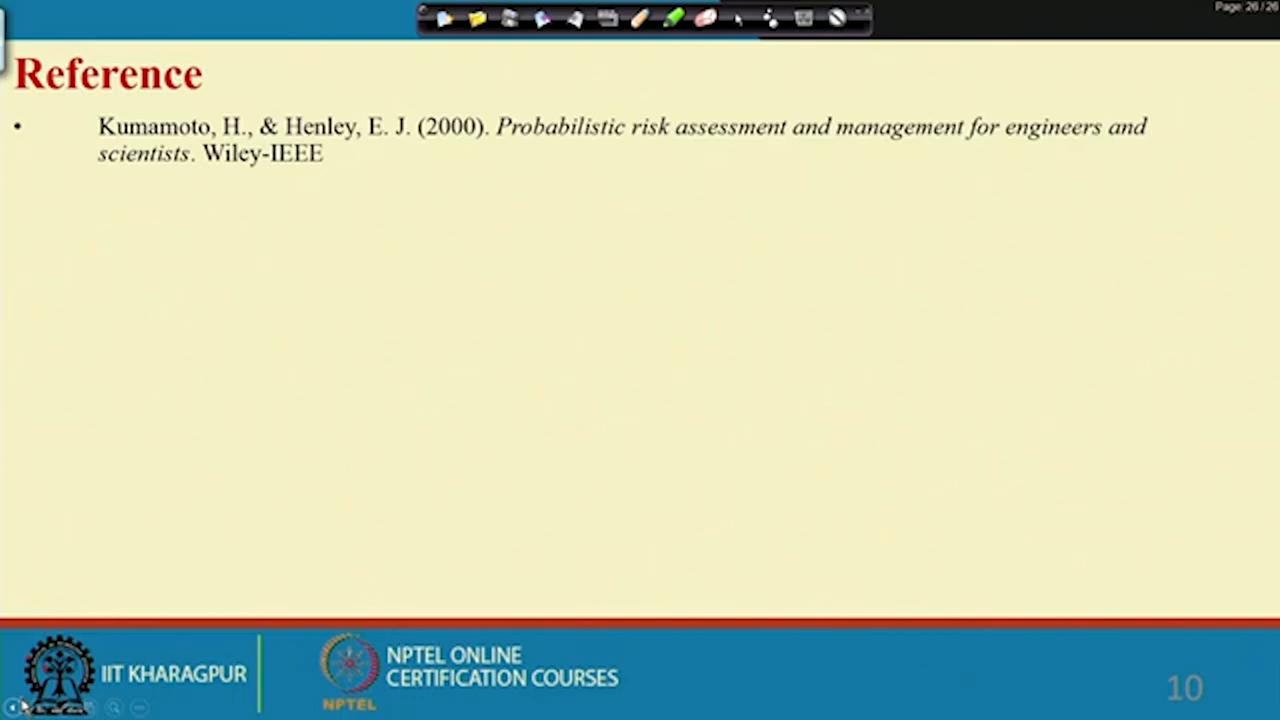 Page: 26 / 26
Reference
• Kumamoto, H., & Henley, E. J. (2000). Probabilistic risk assessment and management for engineers and
scientists. Wiley-IEEE
IIT KHARAGPUR
NPTEL
NPTEL ONLINE
CERTIFICATION COURSES
10